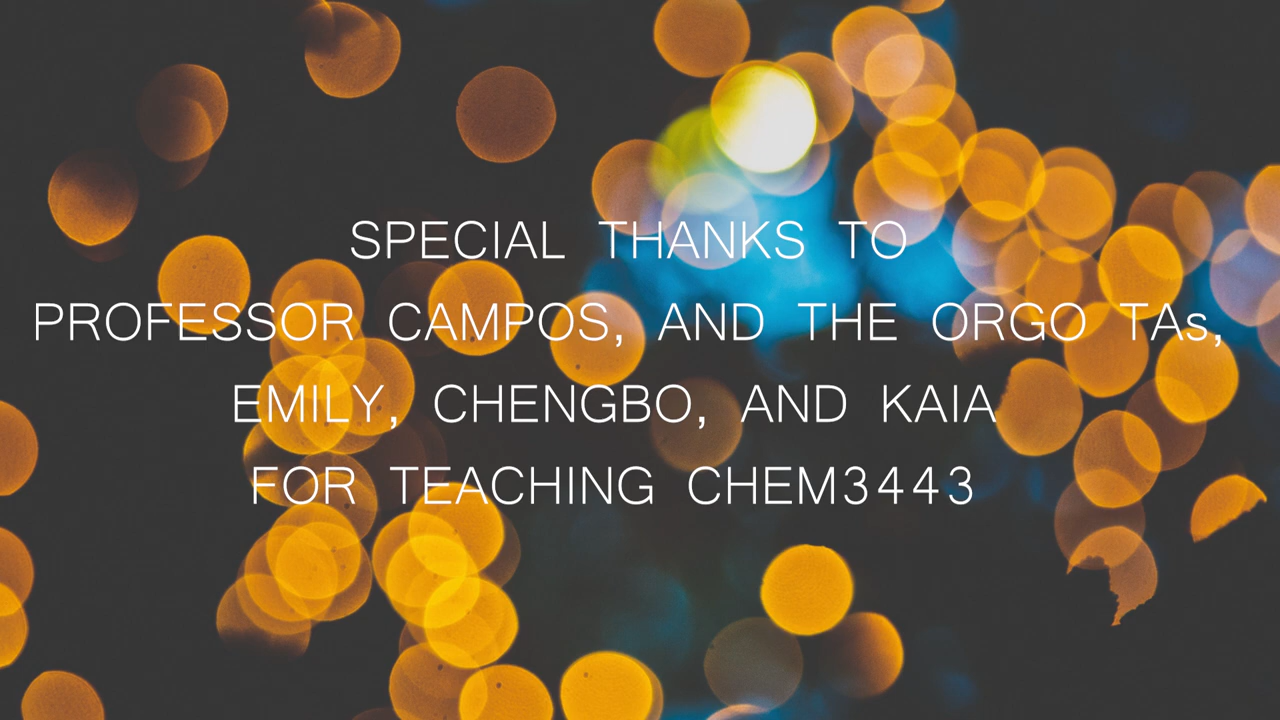 SPECIAL THANKS TO
PROFESSOR CAMPOS, AND THE ORGO TAs,
EMILY, CHENGBO, AND KAIA
FOR TEACHING CHEM3443